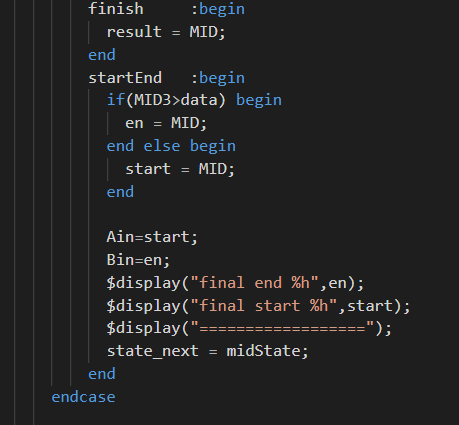 finish     :begin
result = MID;
end
startEnd   :begin
if(MID3>data) begin
en = MID;
end else begin
start = MID;
end
Ain=start;
Bin=en;
$display("final end %h",en);
$display("final start %h",start);
$display("==================");
state_next = midState;
end
endcase